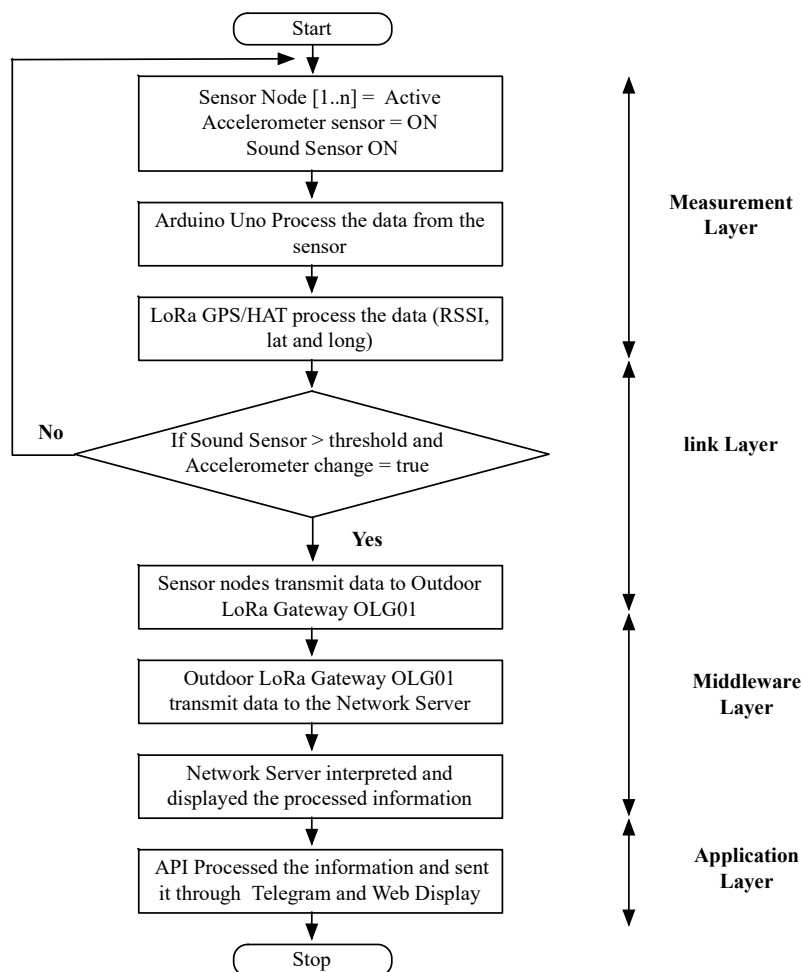 Start
Sensor Node [1..n] = Active
Accelerometer sensor = ON
Sound Sensor ON
Arduino Uno Process the data from the
sensor
LoRa GPS/HAT process the data (RSSI,
lat and long)
Measurement
Layer
No
If Sound Sensor > threshold and
Accelerometer change = true
link Layer
Yes
Sensor nodes transmit data to Outdoor
LoRa Gateway OLG01
Outdoor LoRa Gateway OLG01
transmit data to the Network Server
Network Server interpreted and
displayed the processed information
Middleware
Layer
API Processed the information and sent
it through Telegram and Web Display
Application
Layer
Stop